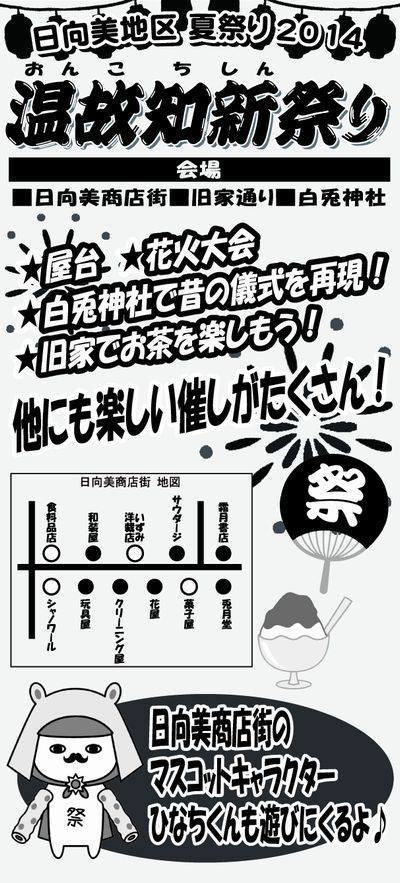 日向美地区 夏祭り2014
おんこちしん
温故知新祭り
会場
■日向美商店街■旧家通り■白兎神社
★屋台 ★花火大会
★白兎神社で昔の儀式を再現！
★旧家でお茶を楽しもう！
他にも楽しい催しがたくさん！
祭
日向美商店街 地図
食料品店
和装屋
いずみ洋裁店
サウダージ
霜月書店
シャノワール
玩具屋
クリーニング屋
花屋
菓子屋
兎月堂
日向美商店街の
マスコットキャラクター
ひなちくんも遊びにくるよ♪
祭